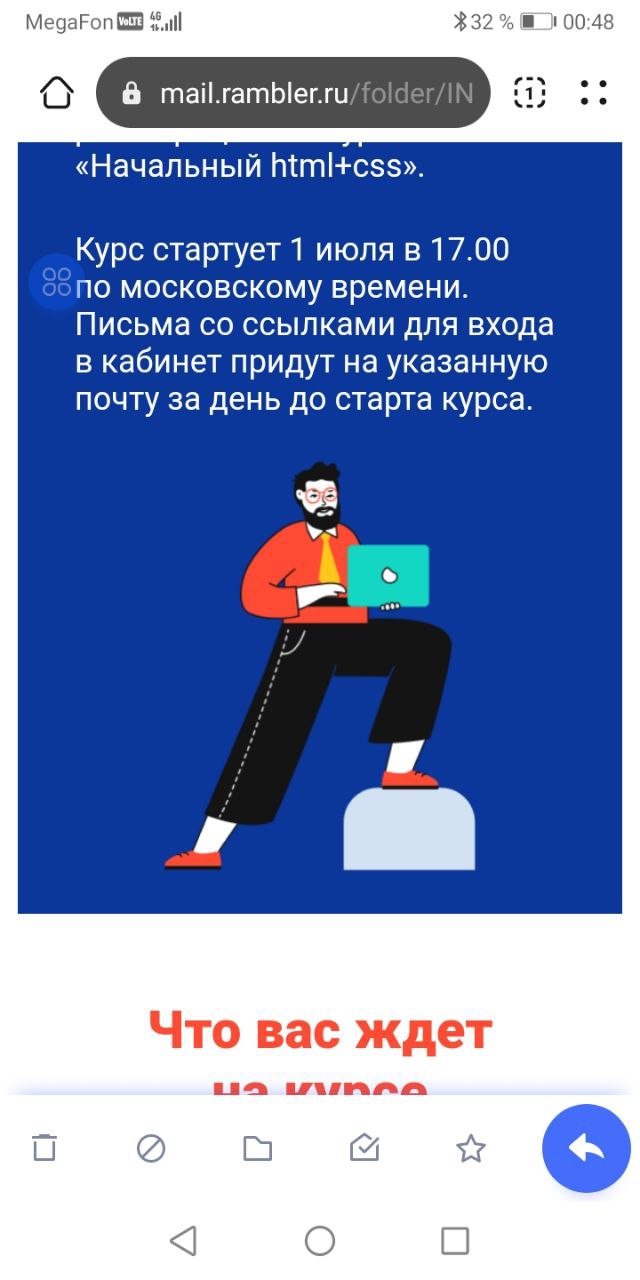 MegaFon VoLTE 4G 32 % 00:48
mail.rambler.ru/folder/IN
1
«Начальный html+css».
Курс стартует 1 июля в 17.00
по московскому времени.
Письма со ссылками для входа
в кабинет придут на указанную
почту за день до старта курса.
Что вас ждет
на курсе